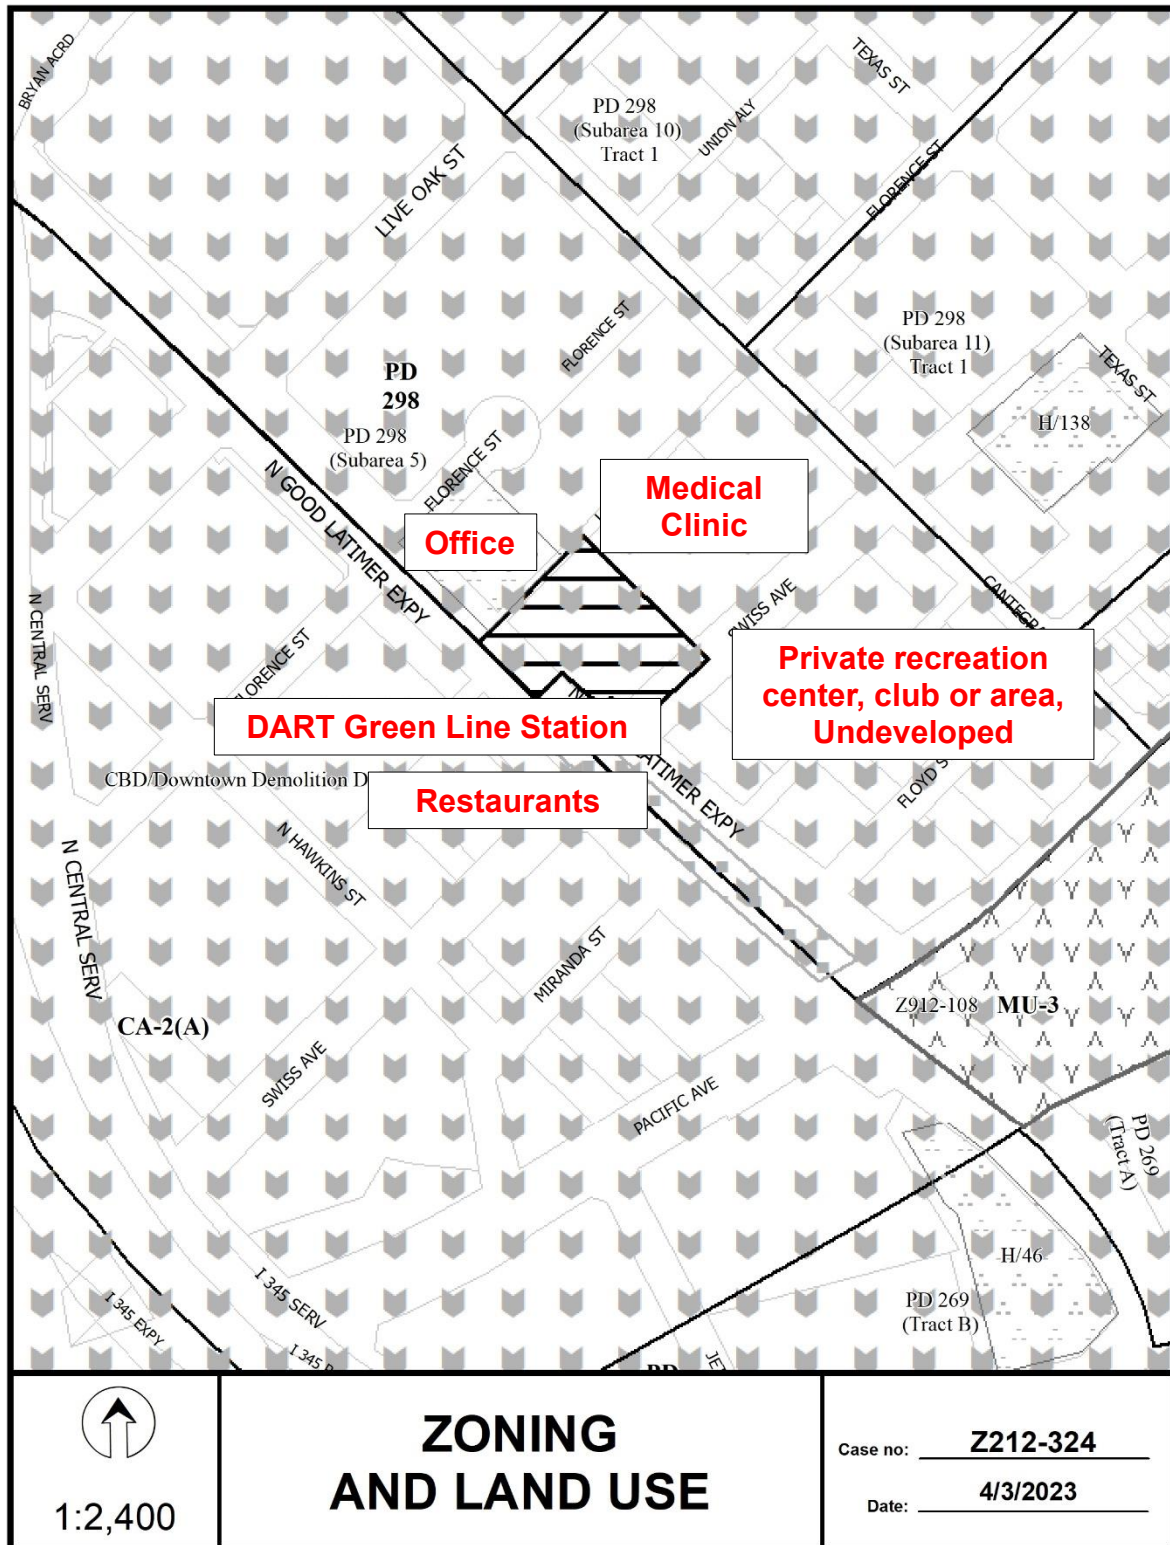 BRYAN ACRD
TEXAS ST
PD 298
(Subarea 10)
Tract 1
UNION ALY
LIVE OAK ST
FLORENCE ST
FLORENCE ST
PD 298
(Subarea 11)
Tract 1
TEXAS ST
PD
298
PD 298
(Subarea 5)
H/138
FLORENCE ST
N GOOD LATIMER EXPY
Medical
Clinic
Office
SWISS AVE
N CENTRAL SERV
FLORENCE ST
Private recreation
center, club or area,
Undeveloped
DART Green Line Station
LATIMER EXPY
CBD/Downtown Demolition D
Restaurants
FLOYD S
N HAWKINS ST
N CENTRAL SERV
MIRANDA ST
Z912-108
MU-3
CA-2(A)
SWISS AVE
PACIFIC AVE
PD 269
(Tract A)
H/46
I 345 SERV
I 345 EXPY
PD 269
(Tract B)
I 345
1:2,400
ZONING
AND LAND USE
Case no: Z212-324
Date: 4/3/2023